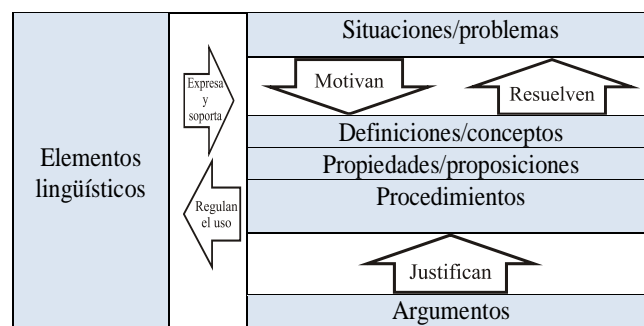 Elementos
lingüísticos
Expresa
y
soporta
Regulan
el uso
Situaciones/problemas
Motivan
Resuelven
Definiciones/conceptos
Propiedades/proposiciones
Procedimientos
Justifican
Argumentos